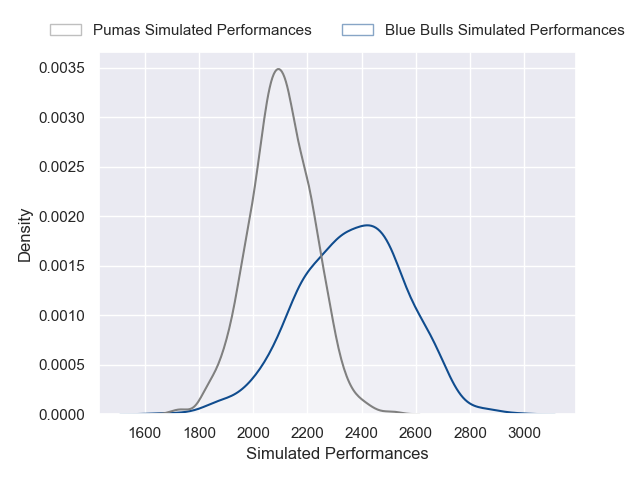 Pumas Simulated Performances Blue Bulls Simulated Performances
0.0035
0.0030
0.0025
0.0020
0.0015
0.0010
0.0005
0.0000
Density
1600 1800 2000 2200 2400 2600 2800 3000
Simulated Performances